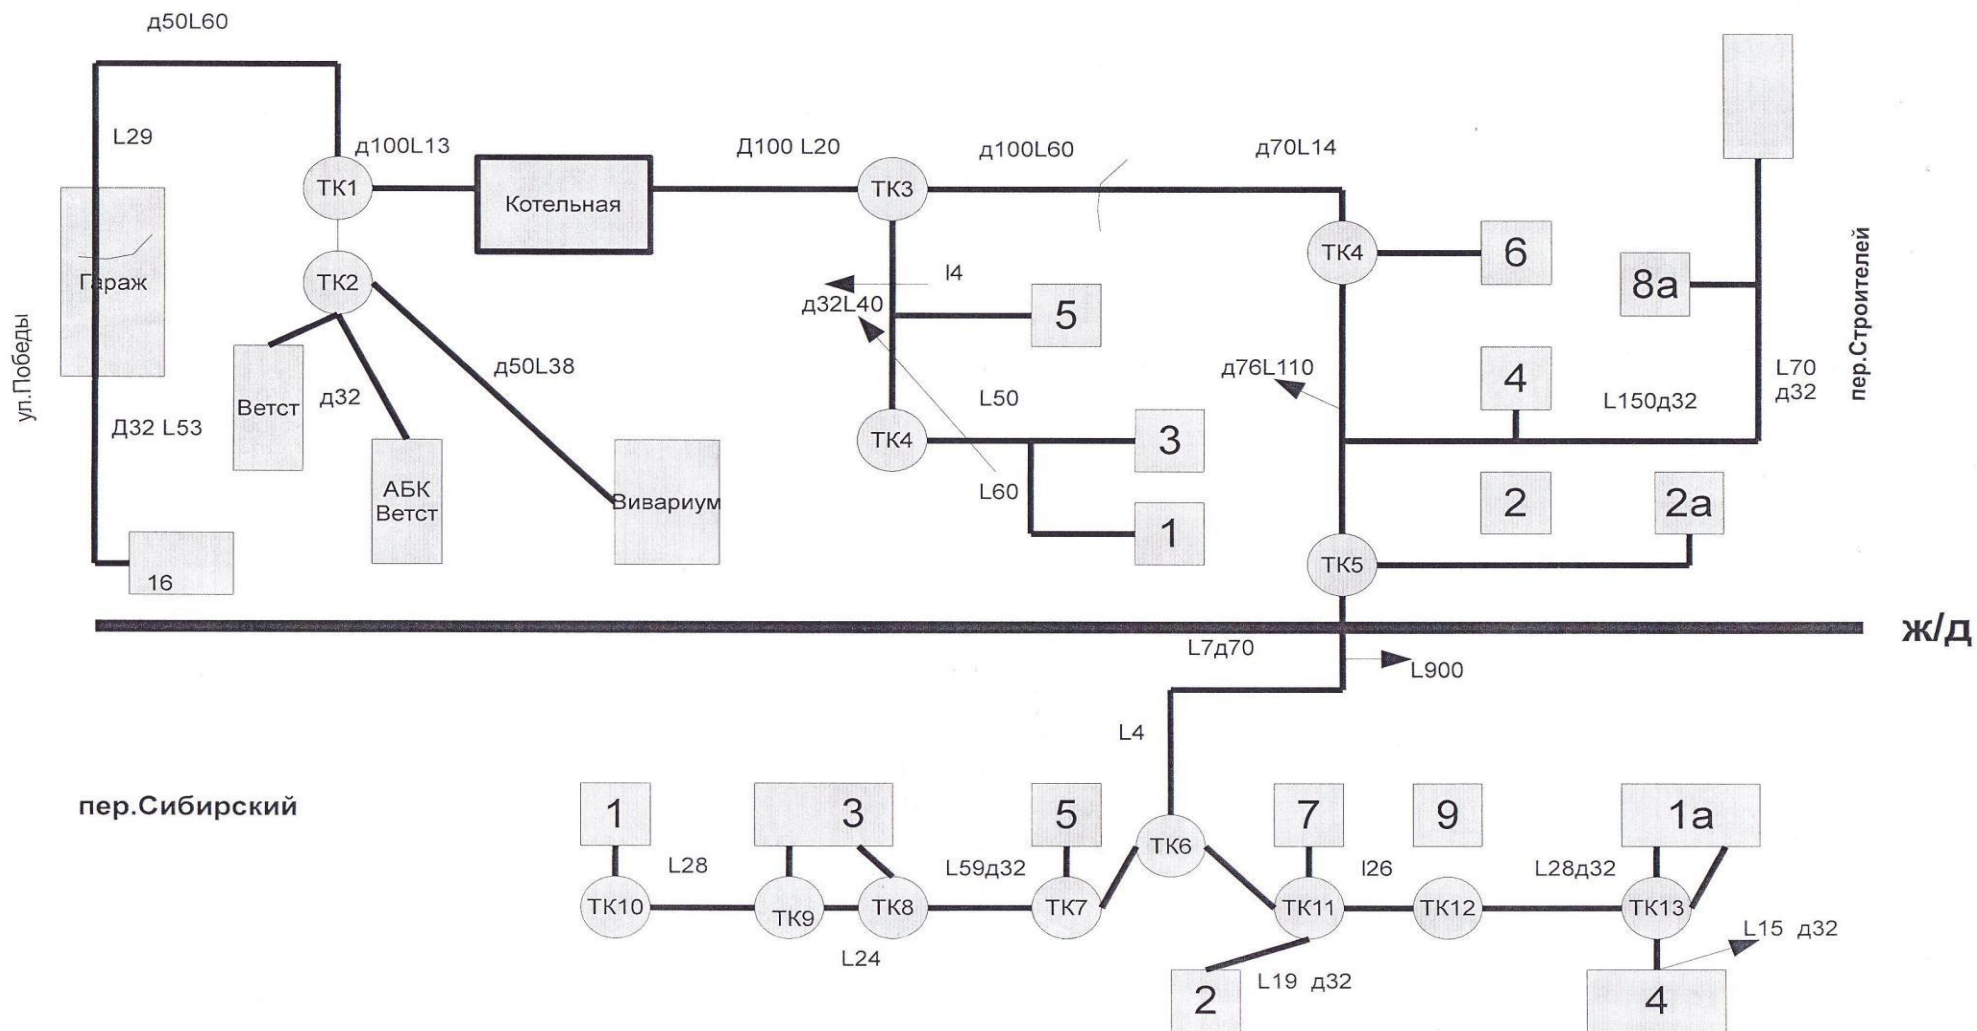 д50L60
L29
д100L13
Д100 L20
д100L60
д70L14
ТК1
Котельная
ТК3
ТК4
6
8а
пер.Строителей
ул.Победы
Гараж
ТК2
l4
д32L40
5
д76L110
4
L70
д32
L150д32
Ветст
д32
д50L38
L50
Д32 L53
АБК
Ветст
Вивариум
ТК4
3
L60
1
2
2а
ТК5
16
ж/д
L7д70
L900
L4
пер.Сибирский
1
3
5
ТК6
7
9
1а
L28
L59д32
l26
L28д32
ТК10
ТК9
ТК8
ТК7
ТК11
ТК12
ТК13
L24
L15 д32
2
L19 д32
4